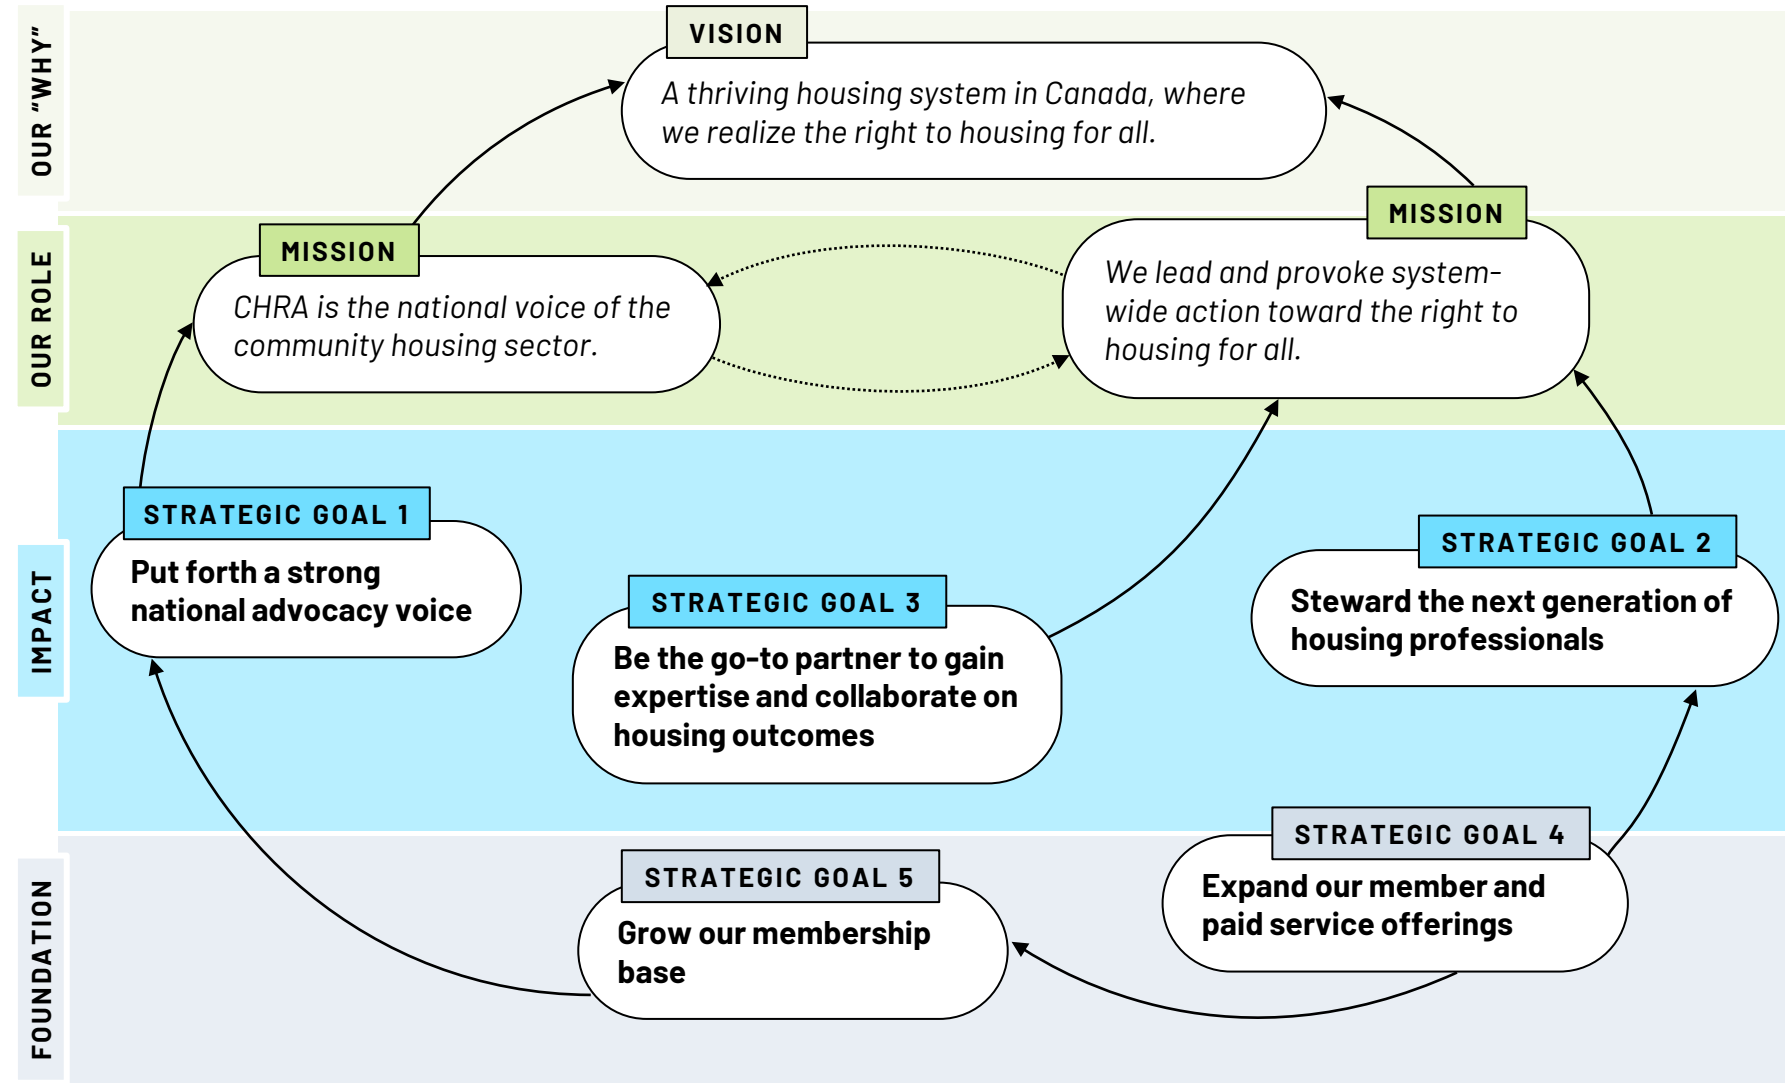 OUR "WHY"
VISION
A thriving housing system in Canada, where
we realize the right to housing for all.
OUR ROLE
MISSION
CHRA is the national voice of the
community housing sector.
MISSION
We lead and provoke system-
wide action toward the right to
housing for all.
IMPACT
STRATEGIC GOAL 1
Put forth a strong
national advocacy voice
STRATEGIC GOAL 3
Be the go-to partner to gain
expertise and collaborate on
housing outcomes
STRATEGIC GOAL 2
Steward the next generation of
housing professionals
FOUNDATION
STRATEGIC GOAL 5
Grow our membership
base
STRATEGIC GOAL 4
Expand our member and
paid service offerings